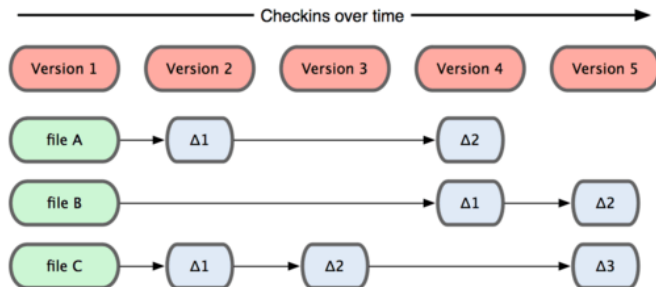 Checkins over time
Version 1 Version 2 Version 3 Version 4 Version 5
file A Δ1 Δ2
file B Δ1 Δ2
file C Δ1 Δ2 Δ3